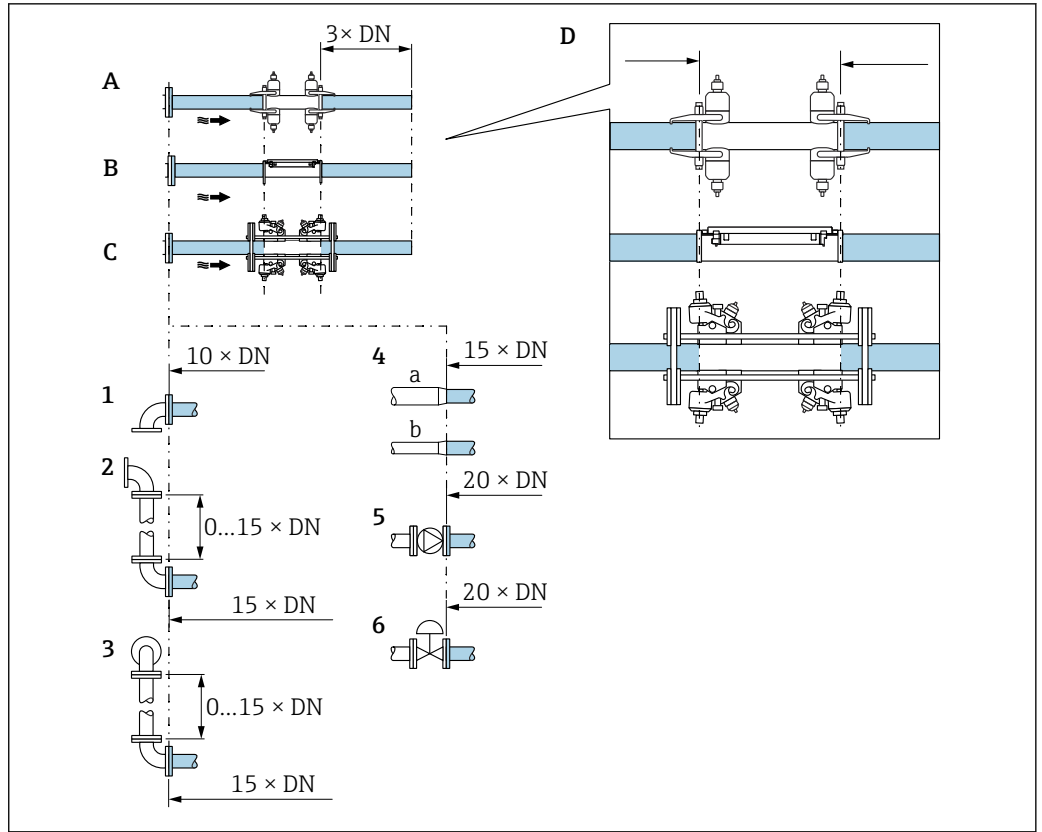 3× DN
D
A
B
C
10 × DN
4
15 × DN
1
a
b
2
20 × DN
0...15 × DN
5
15 × DN
20 × DN
6
3
0...15 × DN
15 × DN